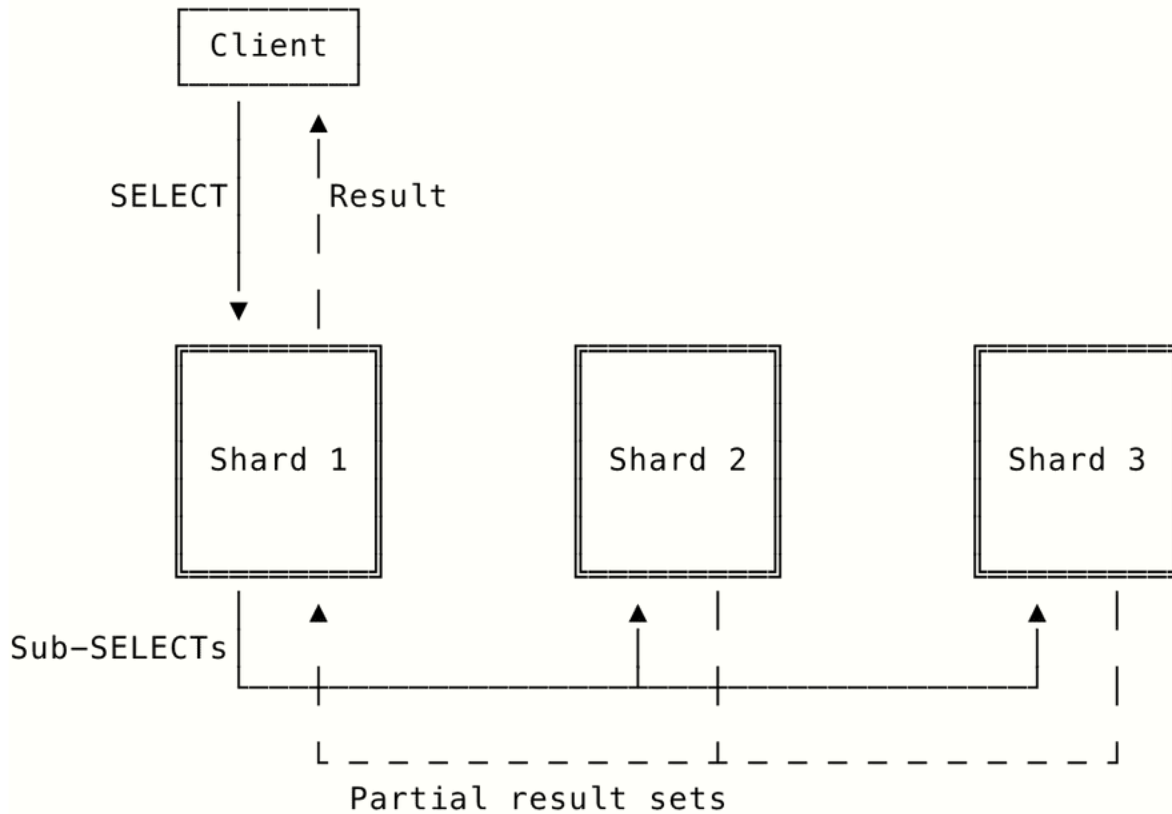 Client
SELECT
Result
Shard 1
Shard 2
Shard 3
Sub-SELECTs
Partial result sets